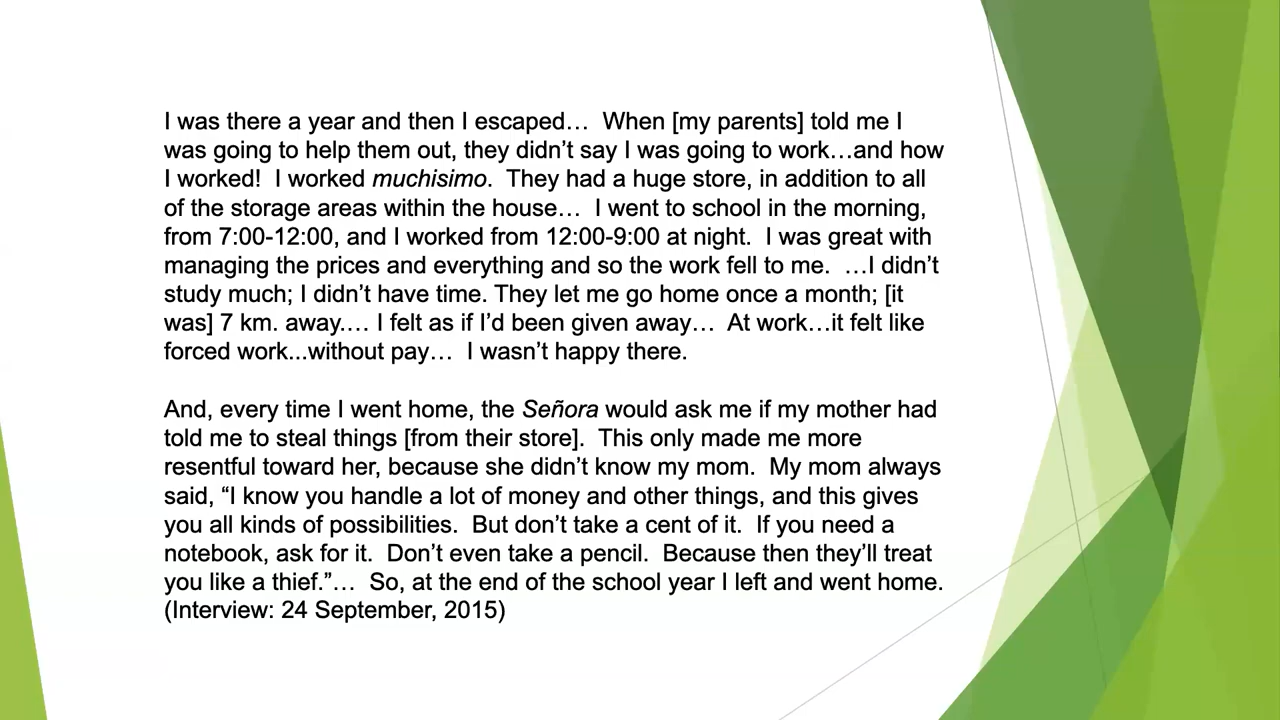 I was there a year and then I escaped…  When [my parents] told me I
was going to help them out, they didn’t say I was going to work…and how
I worked!  I worked muchisimo.  They had a huge store, in addition to all
of the storage areas within the house…  I went to school in the morning,
from 7:00-12:00, and I worked from 12:00-9:00 at night.  I was great with
managing the prices and everything and so the work fell to me.  …I didn’t
study much; I didn’t have time. They let me go home once a month; [it
was] 7 km. away.… I felt as if I’d been given away…  At work…it felt like
forced work...without pay…  I wasn’t happy there.
And, every time I went home, the Señora would ask me if my mother had
told me to steal things [from their store].  This only made me more
resentful toward her, because she didn’t know my mom.  My mom always
said, “I know you handle a lot of money and other things, and this gives
you all kinds of possibilities.  But don’t take a cent of it.  If you need a
notebook, ask for it.  Don’t even take a pencil.  Because then they’ll treat
you like a thief.”…  So, at the end of the school year I left and went home.
(Interview: 24 September, 2015)